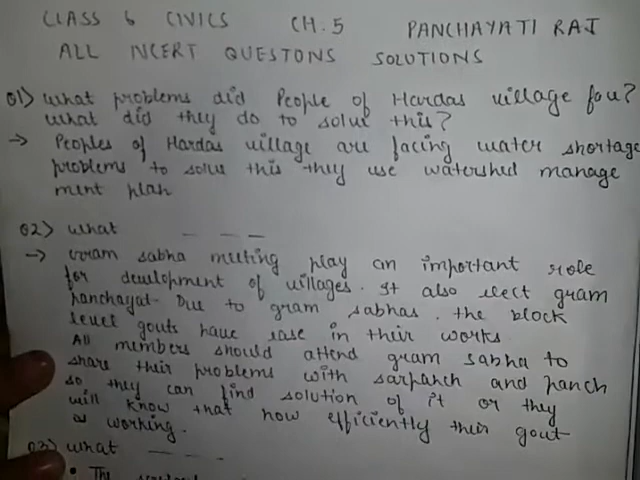 CLASS 6 CIVICS CH.5 PANCHAYATI RAJ
ALL NCERT QUESTONS SOLUTIONS
Q1) What problems did People of Hardas village fau?
what did they do to solve this?
→ Peoples of Hardas village are facing water shortage
problems to solve this they use watershed manage
ment plan
Q2) What _ _ _
→ Gram sabha meeting play an important role
for development of villages. It also elect gram
panchayat. Due to gram sabhas. the block
level govts have ease in their works
All members should attend gram sabha to
share their problems with sarpanch and panch
so they can find solution of it or they
will know that how efficiently their govt
is working.
Q3) What _ _ _
• The